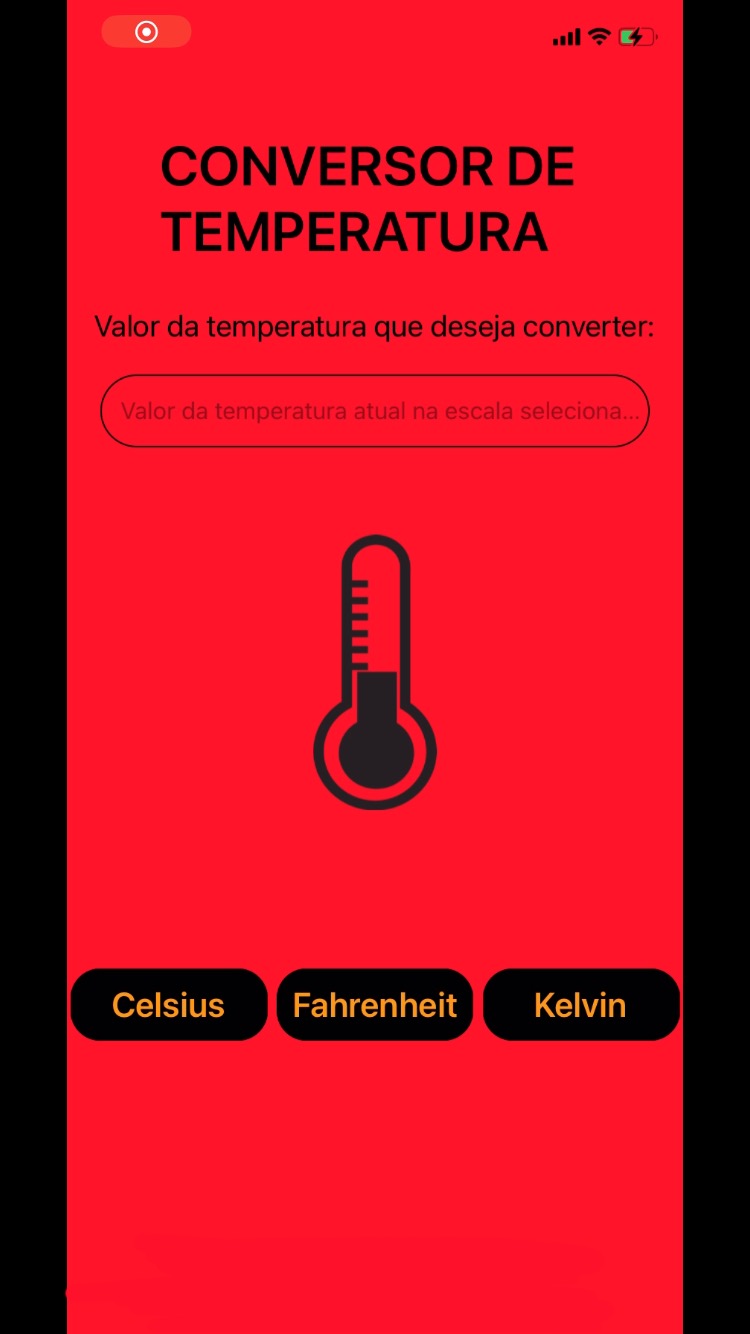 CONVERSOR DE
TEMPERATURA
Valor da temperatura que deseja converter:
Valor da temperatura atual na escala seleciona...
Celsius Fahrenheit Kelvin